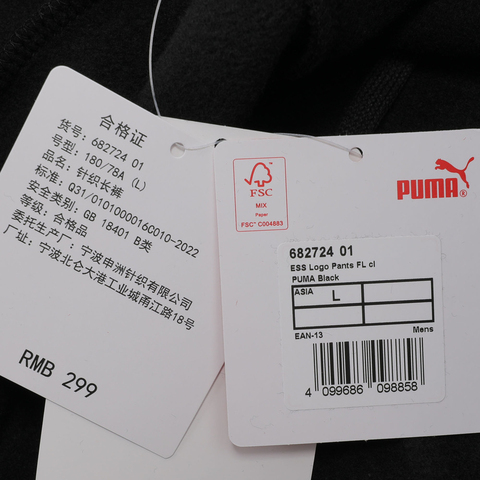 合格证
货号: 682724 01
号型: 180/78A (L)
品名: 针织长裤
标准: Q31/0101000016C010-2022
安全类别: GB 18401 B类
等级: 合格品
委托生产厂: 宁波申洲针织有限公司
厂址: 宁波北仑大港工业城甬江路18号
RMB 299
FSC
MIX
Paper
FSC™ C004883
PUMA®
682724 01
ESS Logo Pants FL cl
PUMA Black
ASIA L
EAN-13 Mens
4 099686 098858